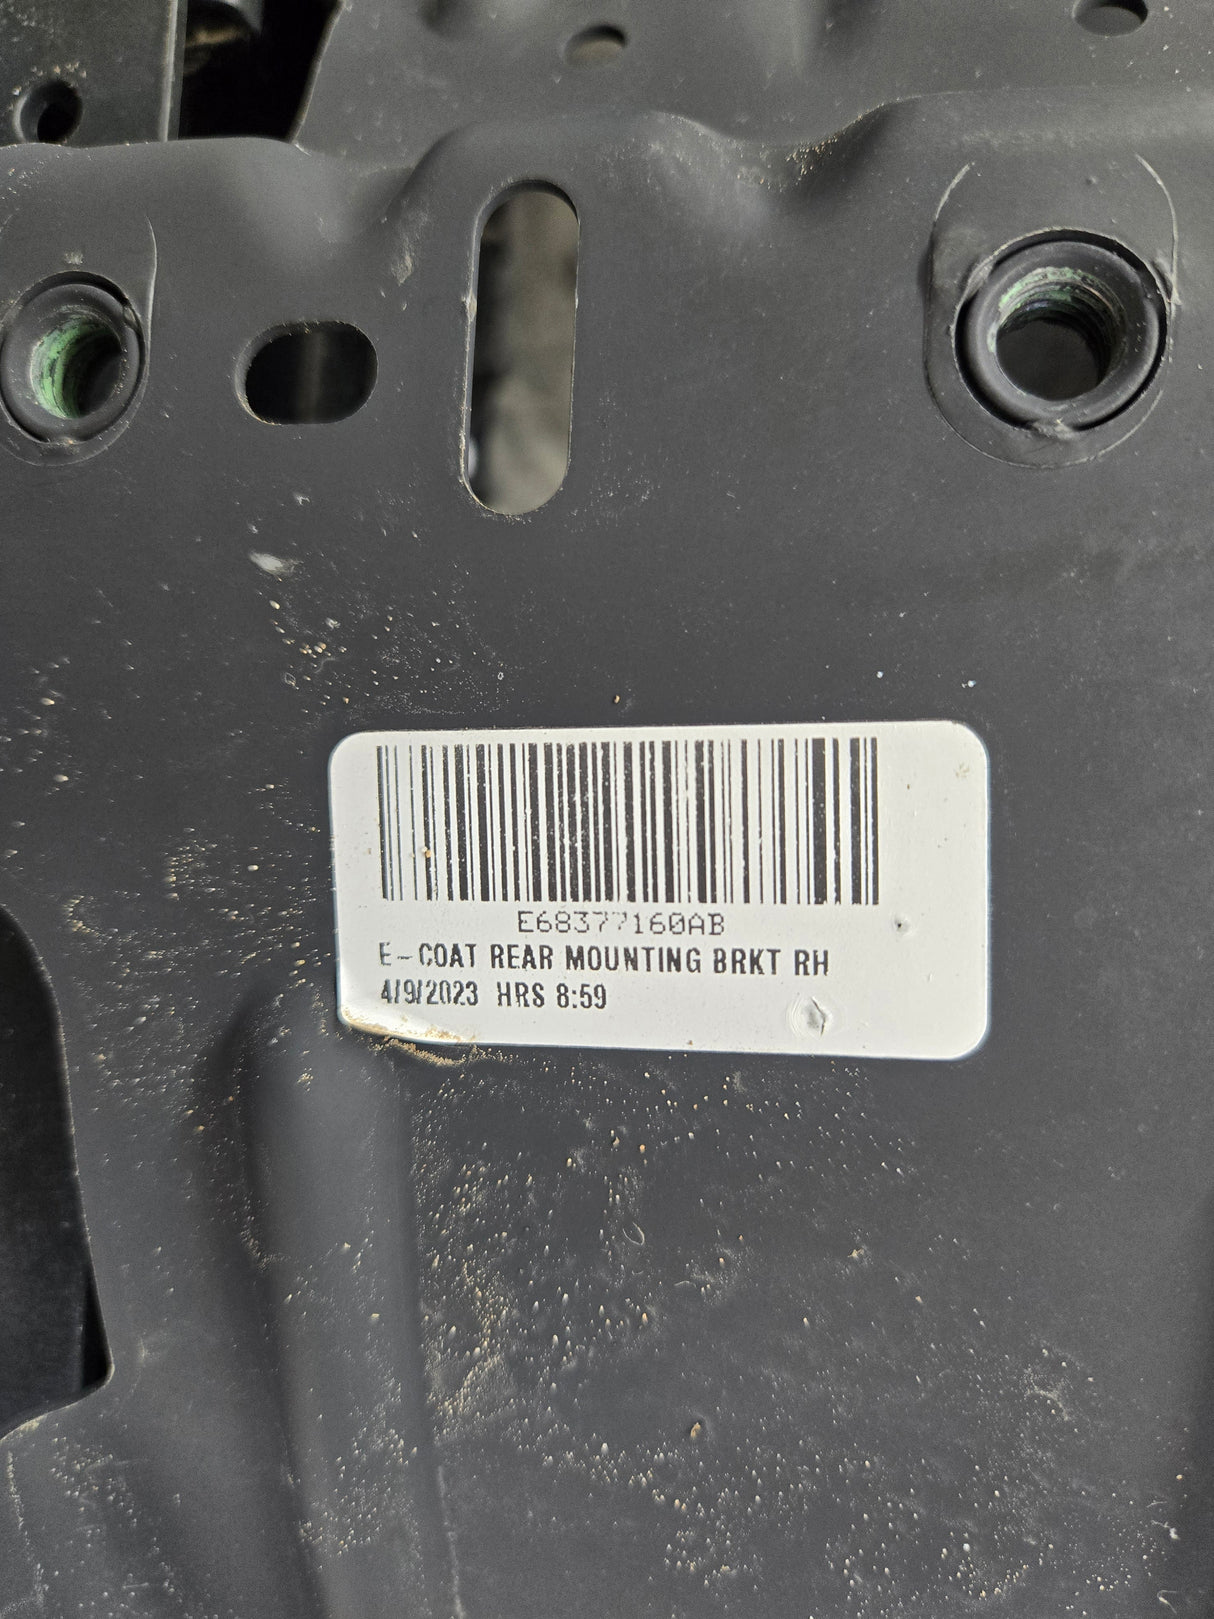 E68377160AB
E-COAT REAR MOUNTING BRKT RH
4/9/2023 HRS 8:59